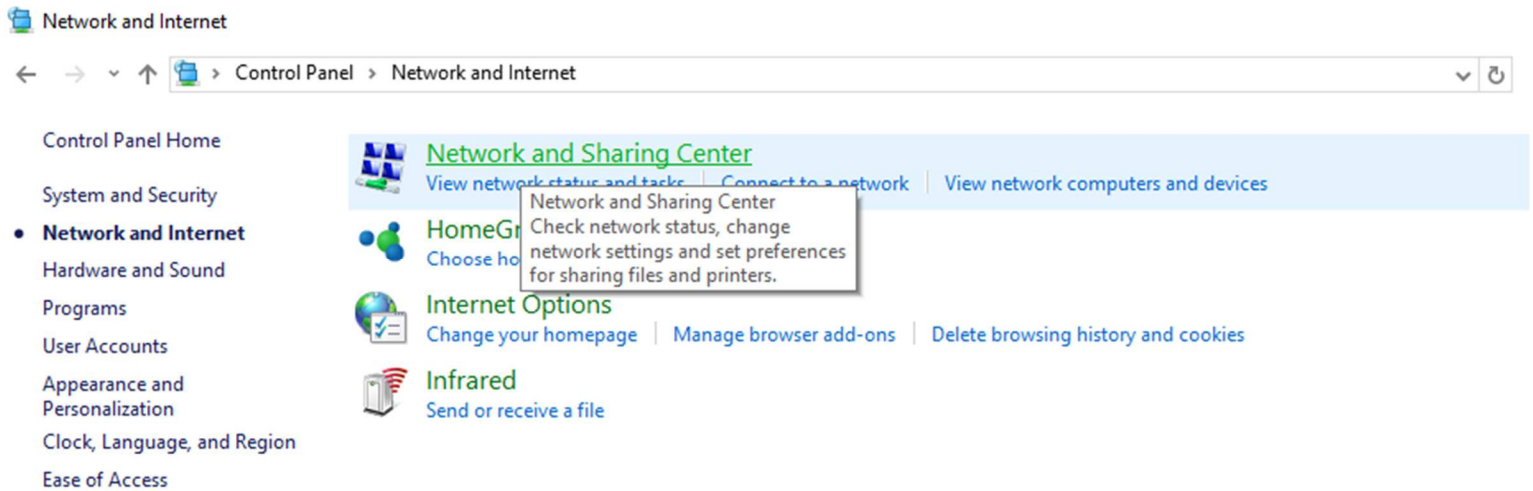 Network and Internet
Control Panel > Network and Internet
Control Panel Home
System and Security
Network and Internet
Hardware and Sound
Programs
User Accounts
Appearance and
Personalization
Clock, Language, and Region
Ease of Access
Network and Sharing Center
View network status and tasks
Connect to a network
View network computers and devices
Network and Sharing Center
Check network status, change
network settings and set preferences
for sharing files and printers.
Choose
Internet Options
Change your homepage
Manage browser add-ons
Delete browsing history and cookies
Infrared
Send or receive a file